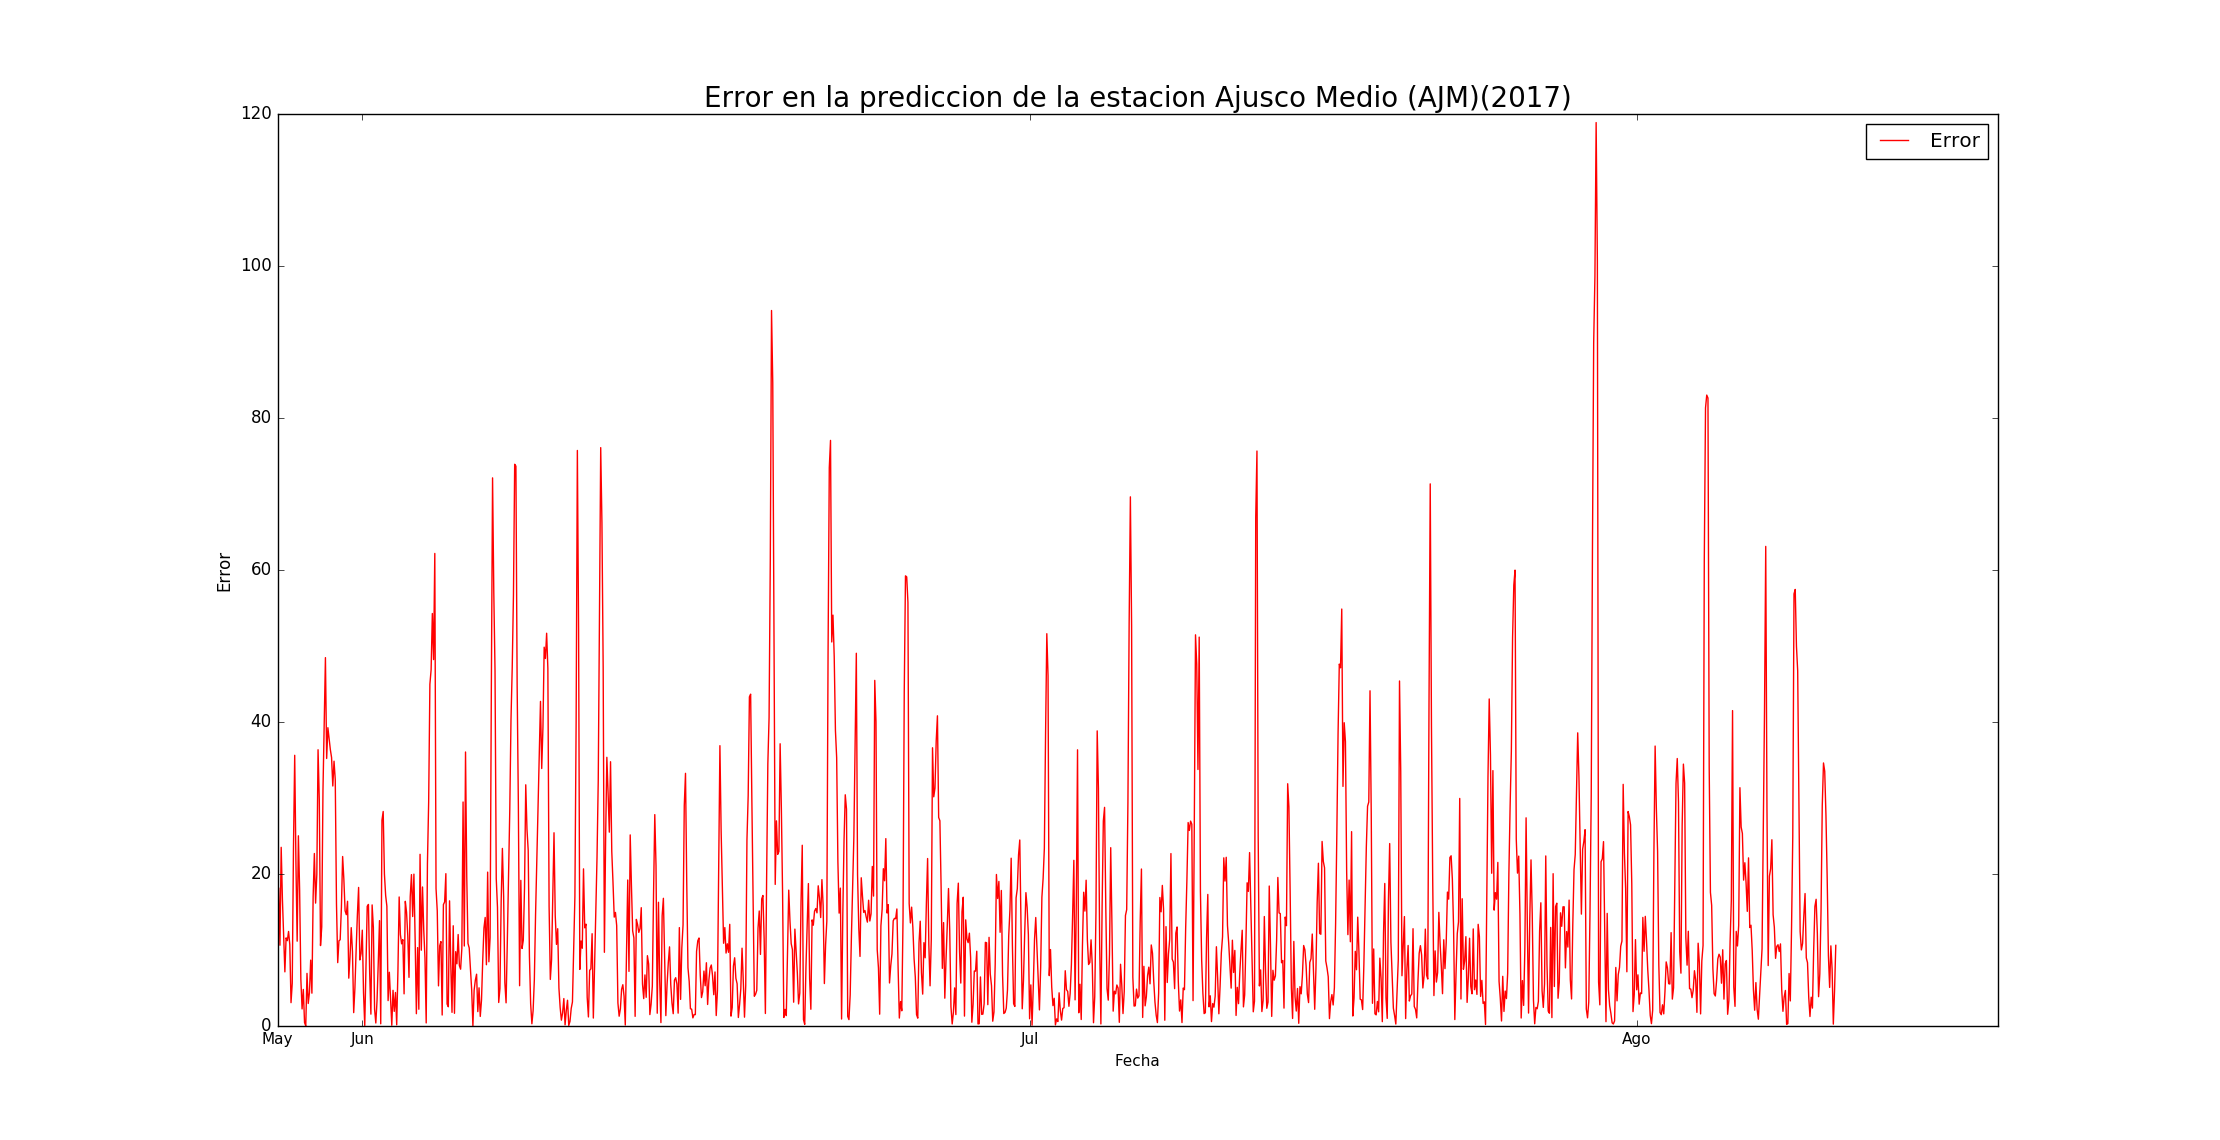 Error en la prediccion de la estacion Ajusco Medio (AJM)(2017)
Error
120
100
80
60
40
20
0
Error
May
Jun
Jul
Ago
Fecha